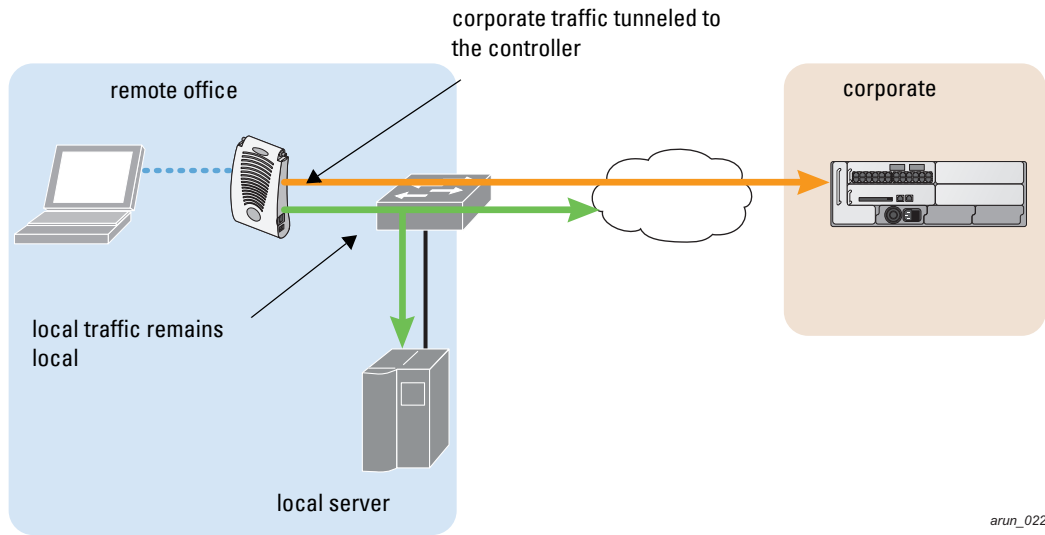 corporate traffic tunneled to
the controller
remote office
corporate
local traffic remains
local
local server
arun_022